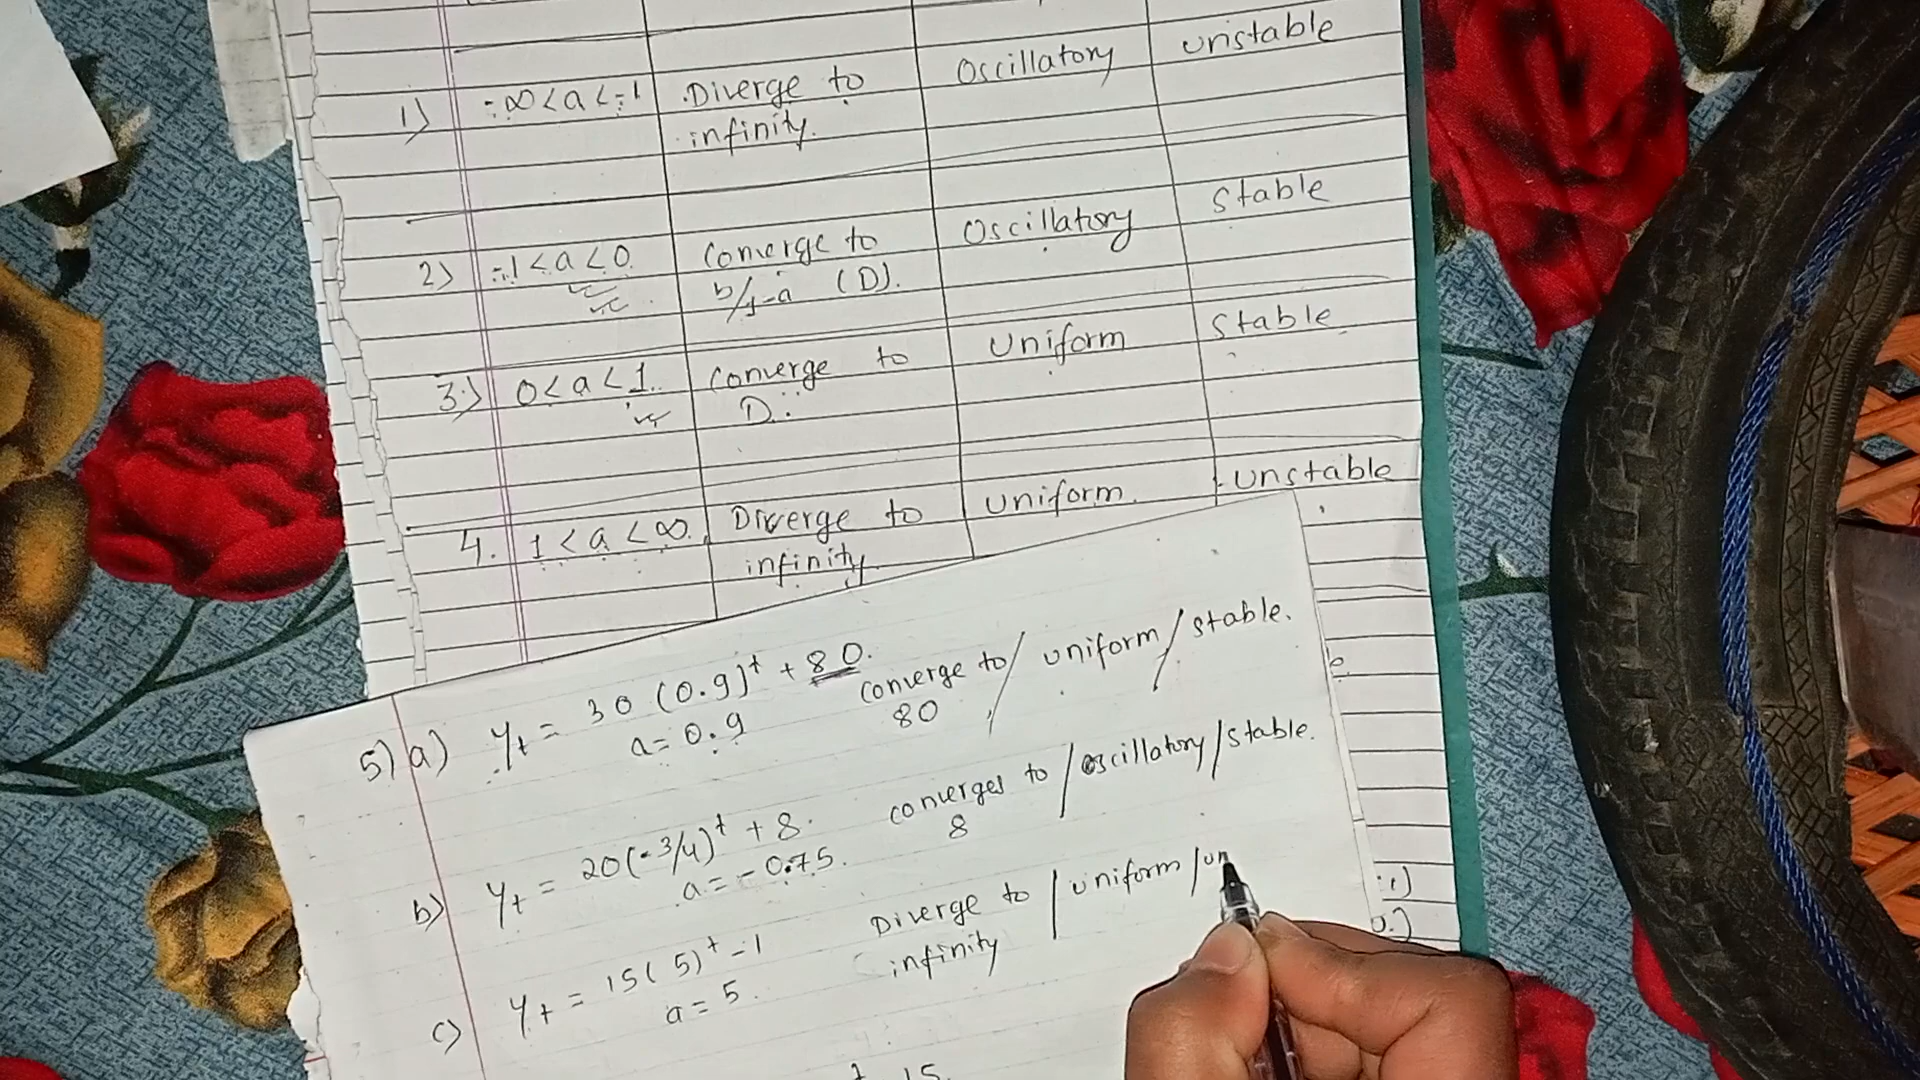 1) -∞ < a < -1 Diverge to Oscillatory unstable
infinity.
2) -1 < a < 0 Converge to Oscillatory stable
b/1-a (D).
3) 0 < a < 1 Converge to Uniform stable
D.
4. 1 < a < ∞ Diverge to uniform. unstable
infinity
5) a) yt = 30 (0.9)^t + 80. Converge to / uniform / stable.
a = 0.9 80
b) yt = 20(-3/4)^t + 8. converges to / oscillatory / stable.
a = -0.75. 8
c) yt = 15(5)^t - 1 Diverge to / uniform / un
a = 5. infinity
15